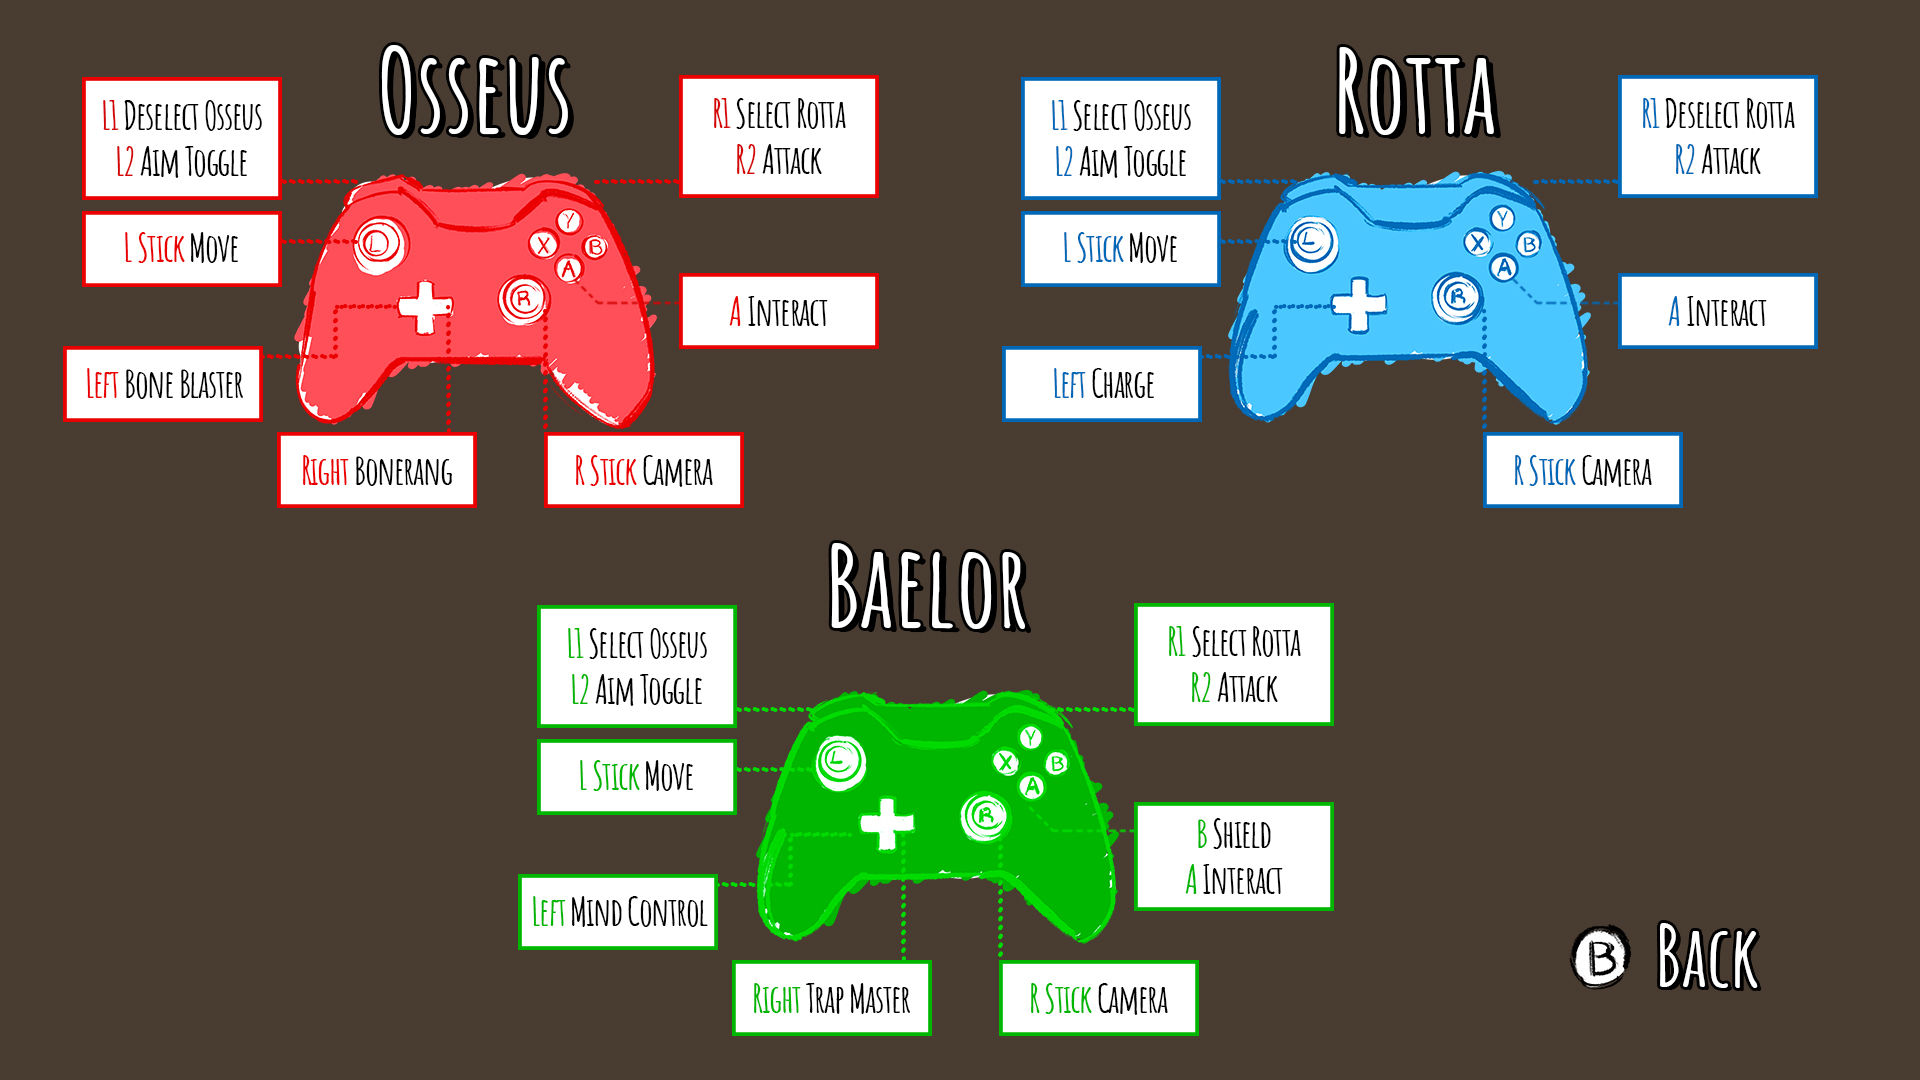 Osseus
L1 Deselect Osseus
L2 Aim Toggle
L Stick Move
Left Bone Blaster
Right Bonerang
R Stick Camera
A Interact
R1 Select Rotta
R2 Attack
L
Y
X
B
A
R
Rotta
L1 Select Osseus
L2 Aim Toggle
L Stick Move
Left Charge
R Stick Camera
A Interact
R1 Deselect Rotta
R2 Attack
L
Y
X
B
A
R
Baelor
L1 Select Osseus
L2 Aim Toggle
L Stick Move
Left Mind Control
Right Trap Master
R Stick Camera
B Shield
A Interact
R1 Select Rotta
R2 Attack
L
Y
X
B
A
R
B Back